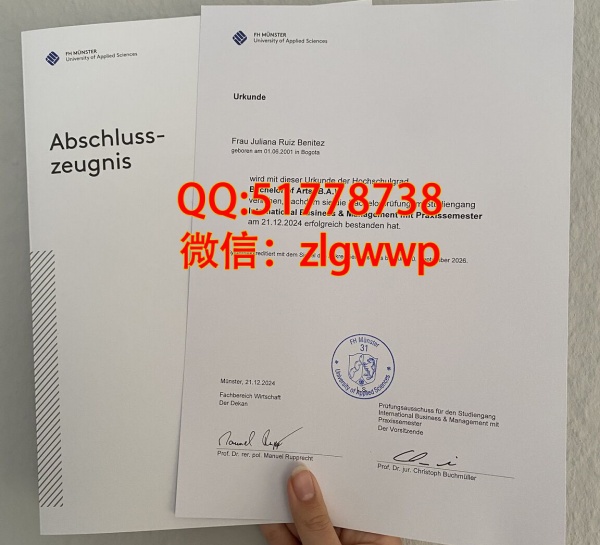 FH MÜNSTER
University of Applied Sciences
Abschluss-
zeugnis
FH MÜNSTER
University of Applied Sciences
Urkunde
Frau Juliana Ruiz Benitez
geboren am 01.06.2001 in Bogota
wird mit dieser Urkunde der Hochschulgrad
Bachelor of Arts (B.A.)
QQ:51778738
International Business & Management mit Praxissemester
am 21.12.2024 erfolgreich bestanden hat.
微信：zlgwwp
FH Münster
31
University of Applied Sciences
Münster, 21.12.2024
Fachbereich Wirtschaft
Der Dekan
Prof. Dr. rer. pol. Manuel Rupprecht
Prüfungsausschuss für den Studiengang
International Business & Management mit
Praxissemester
Der Vorsitzende
Prof. Dr. jur. Christoph Buchmüller